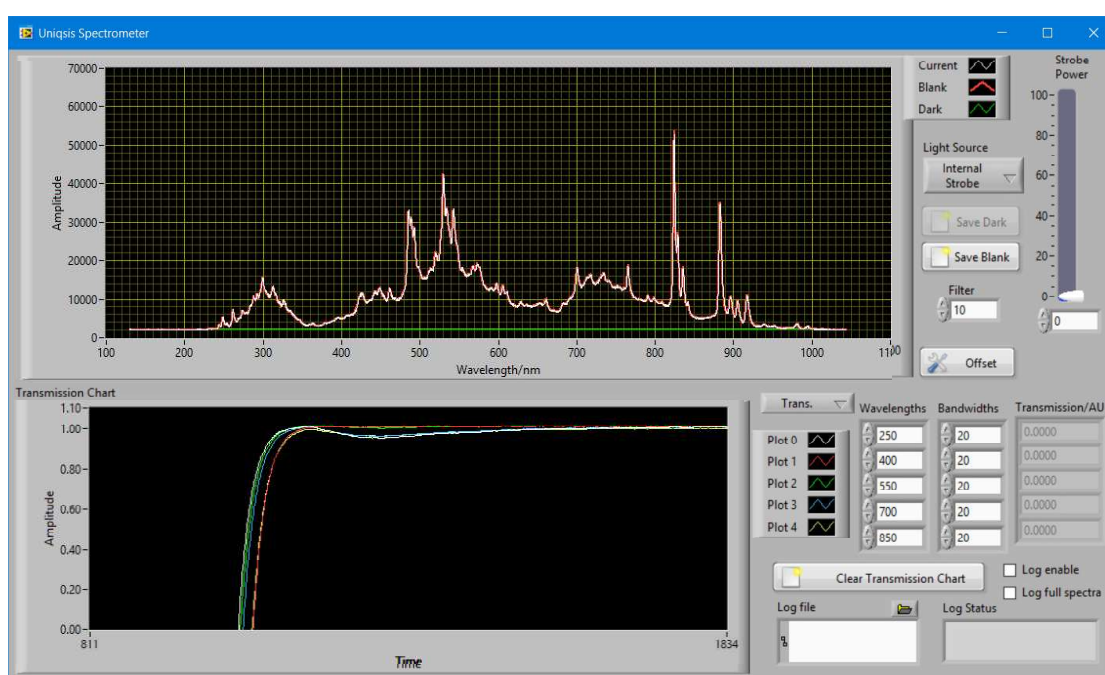 Uniqsis Spectrometer
70000
60000
50000
40000
30000
20000
10000
0
Amplitude
100 200 300 400 500 600 700 800 900 1000 1100
Wavelength/nm
Current
Blank
Dark
Strobe
Power
100
80
60
40
20
0
0
Light Source
Internal
Strobe
Save Dark
Save Blank
Filter
10
Offset
Transmission Chart
1.10
1.00
0.80
0.60
0.40
0.20
0.00
Amplitude
811 1834
Time
Trans.
Plot 0
Plot 1
Plot 2
Plot 3
Plot 4
Wavelengths Bandwidths Transmission/AU
250 20 0.0000
400 20 0.0000
550 20 0.0000
700 20 0.0000
850 20 0.0000
Clear Transmission Chart
Log enable
Log full spectra
Log file
Log Status